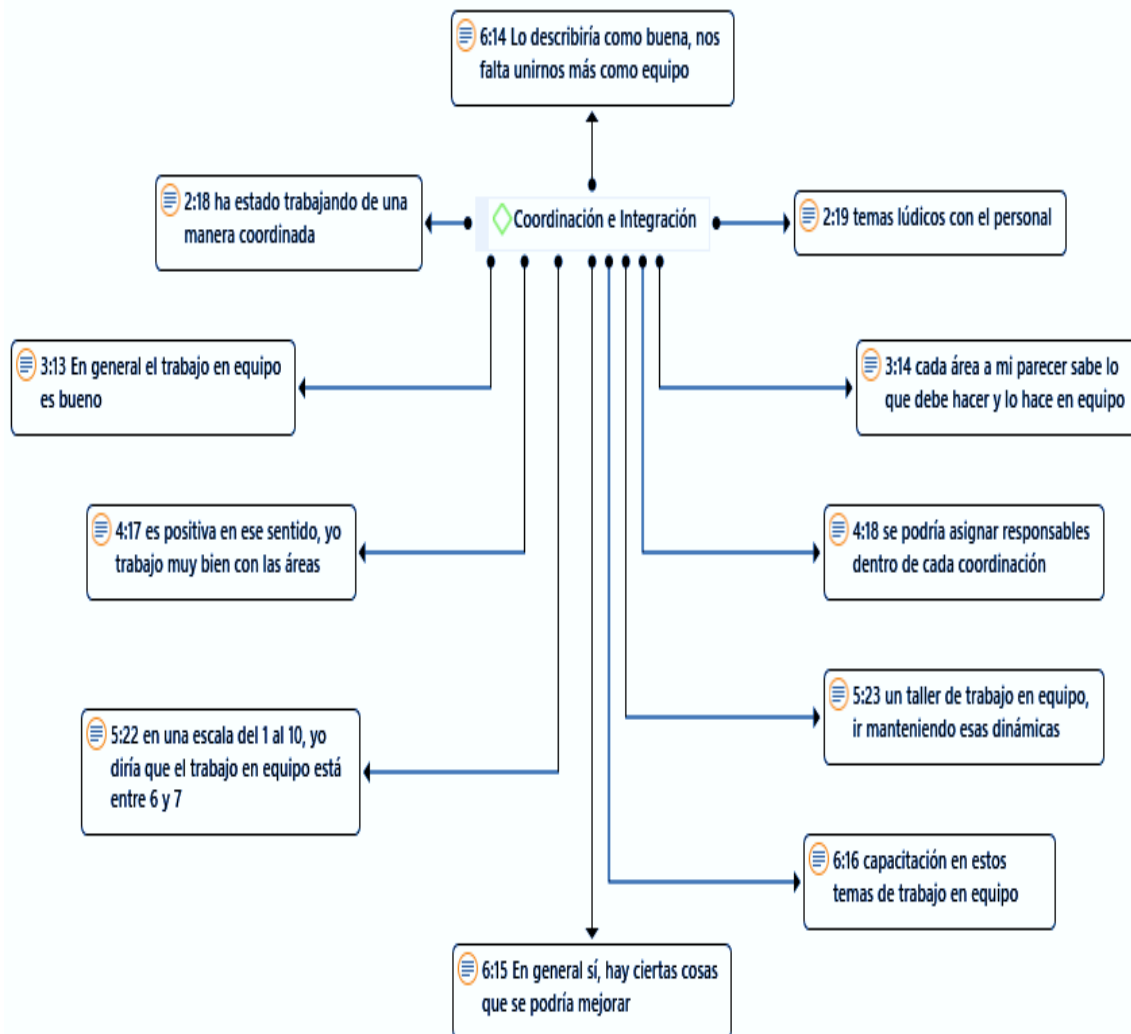 6:14 Lo describiría como buena, nos
falta unirnos más como equipo
2:18 ha estado trabajando de una
manera coordinada
Coordinación e Integración
2:19 temas lúdicos con el personal
3:13 En general el trabajo en equipo
es bueno
3:14 cada área a mi parecer sabe lo
que debe hacer y lo hace en equipo
4:17 es positiva en ese sentido, yo
trabajo muy bien con las áreas
4:18 se podría asignar responsables
dentro de cada coordinación
5:22 en una escala del 1 al 10, yo
diría que el trabajo en equipo está
entre 6 y 7
5:23 un taller de trabajo en equipo,
ir manteniendo esas dinámicas
6:16 capacitación en estos
temas de trabajo en equipo
6:15 En general sí, hay ciertas cosas
que se podría mejorar